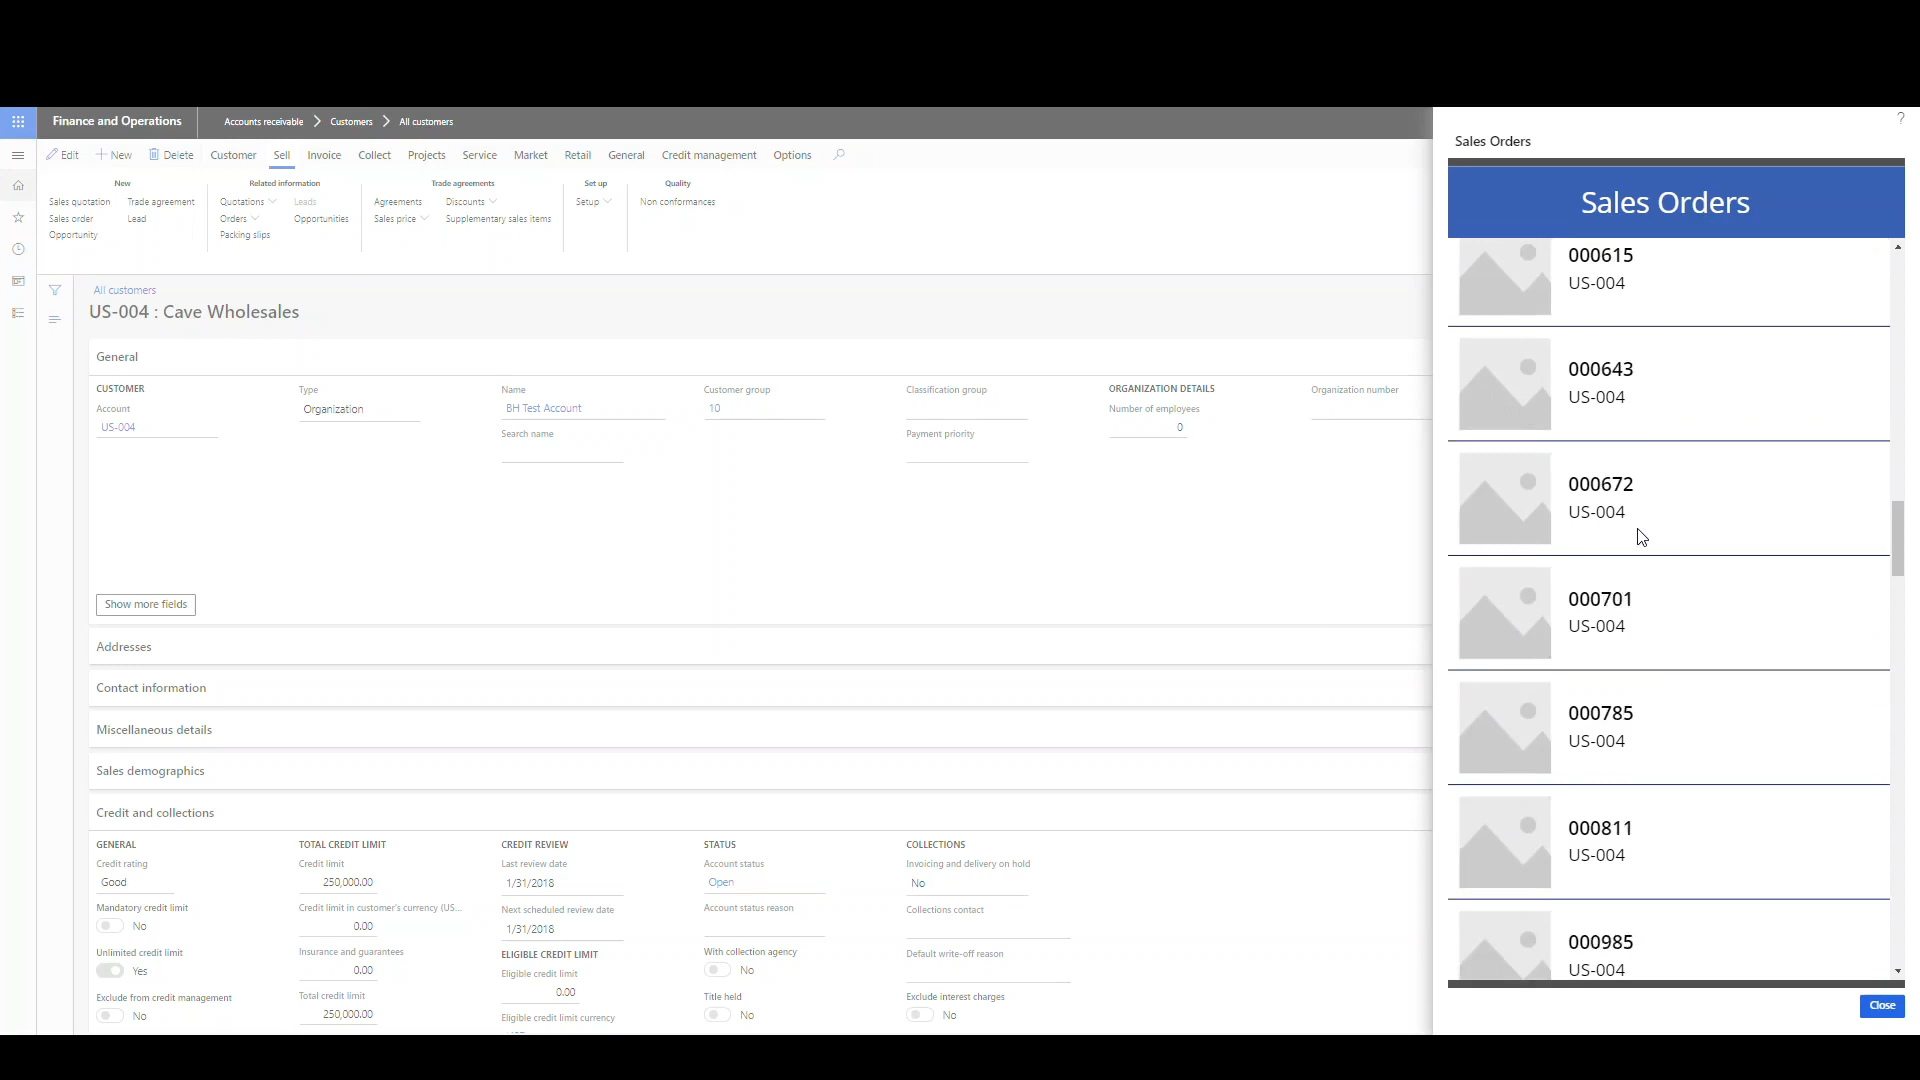 Finance and Operations
Accounts receivable
Customers
All customers
Edit
New
Delete
Customer
Sell
Invoice
Collect
Projects
Service
Market
Retail
General
Credit management
Options
New
Sales quotation
Trade agreement
Sales order
Lead
Opportunity
Related information
Quotations
Leads
Orders
Opportunities
Packing slips
Trade agreements
Agreements
Discounts
Sales price
Supplementary sales items
Set up
Setup
Quality
Non conformances
All customers
US-004 : Cave Wholesales
General
CUSTOMER
Account
US-004
Type
Organization
Name
BH Test Account
Search name
Customer group
10
Classification group
Payment priority
ORGANIZATION DETAILS
Number of employees
0
Organization number
Show more fields
Addresses
Contact information
Miscellaneous details
Sales demographics
Credit and collections
GENERAL
Credit rating
Good
Mandatory credit limit
No
Unlimited credit limit
Yes
Exclude from credit management
No
TOTAL CREDIT LIMIT
Credit limit
250,000.00
Credit limit in customer's currency (US...
0.00
Insurance and guarantees
0.00
Total credit limit
250,000.00
CREDIT REVIEW
Last review date
1/31/2018
Next scheduled review date
1/31/2018
ELIGIBLE CREDIT LIMIT
Eligible credit limit
0.00
Eligible credit limit currency
STATUS
Account status
Open
Account status reason
With collection agency
No
Title held
No
COLLECTIONS
Invoicing and delivery on hold
No
Collections contact
Default write-off reason
Exclude interest charges
No
?
Sales Orders
Sales Orders
000615
US-004
000643
US-004
000672
US-004
000701
US-004
000785
US-004
000811
US-004
000985
US-004
Close